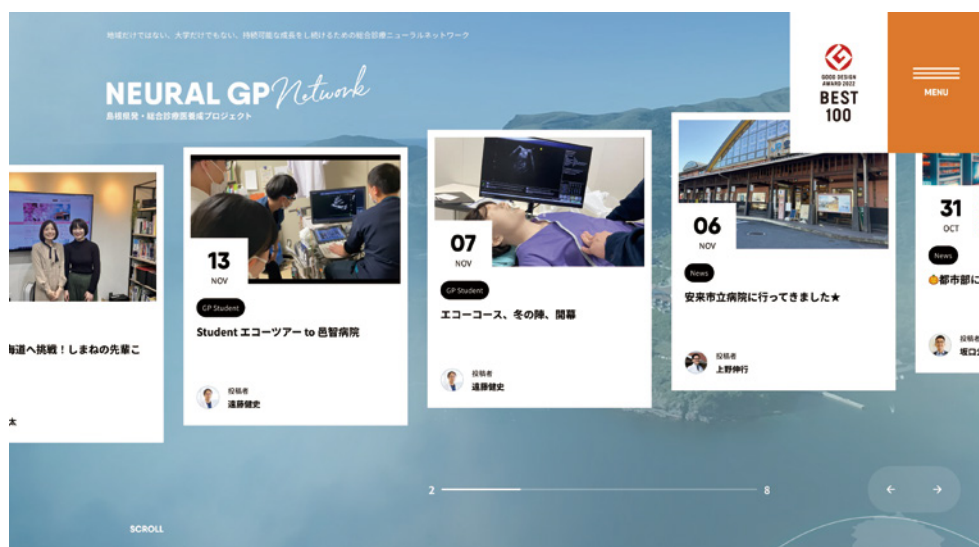 地域だけではない、大学だけでもない、持続可能な成長をし続けるための総合診療ニューラルネットワーク
NEURAL GP Network
島根県発・総合診療医養成プロジェクト
GOOD DESIGN
AWARD 2022
BEST
100
MENU
海道へ挑戦！しまねの先輩こ
太
13
NOV
GP Student
Student エコーツアー to 邑智病院
投稿者
遠藤健史
07
NOV
GP Student
エコーコース、冬の陣、開幕
投稿者
遠藤健史
06
NOV
News
安来市立病院に行ってきました★
投稿者
上野伸行
31
OCT
News
🎃都市部に
投稿者
坂口
2
8
← →
SCROLL